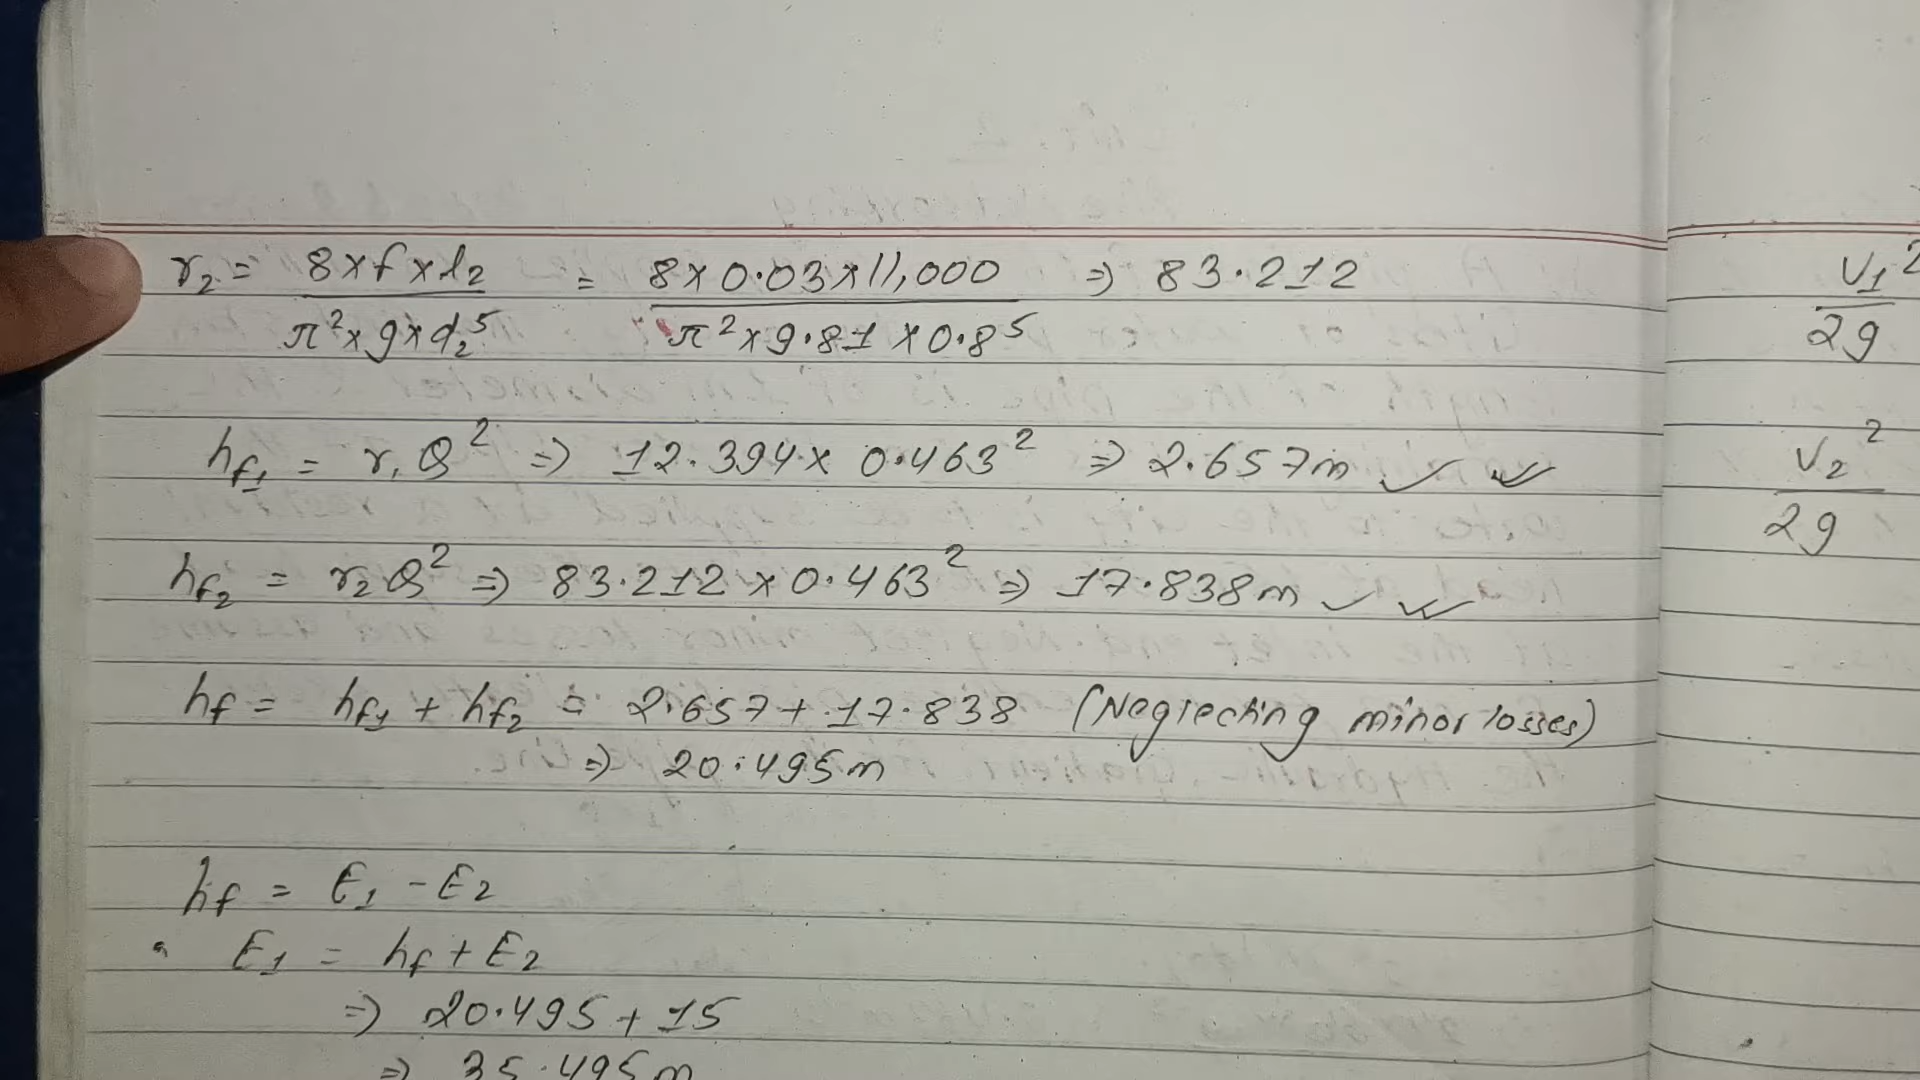 r₂ = 8×f×l₂ / π²×g×d₂⁵ = 8×0.03×11,000 / π²×9.81×0.8⁵ ⇒ 83.212
hf₁ = r₁Q² ⇒ 12.394× 0.463² ⇒ 2.657m ✓ ✓
hf₂ = r₂Q² ⇒ 83.212×0.463² ⇒ 17.838m ✓ ✓
hf = hf₁ + hf₂ = 2.657+17.838 (Neglecting minor losses)
⇒ 20.495m
hf = E₁ - E₂
E₁ = hf + E₂
⇒ 20.495 + 15
⇒ 35.495m
V₁² / 2g
V₂² / 2g